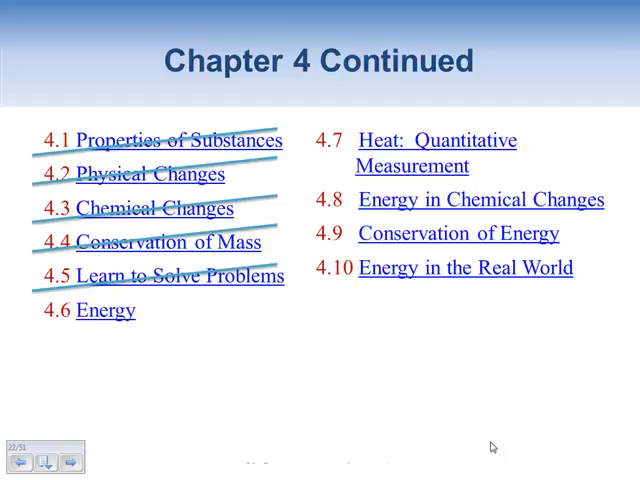 Chapter 4 Continued
4.1 Properties of Substances
4.2 Physical Changes
4.3 Chemical Changes
4.4 Conservation of Mass
4.5 Learn to Solve Problems
4.6 Energy
4.7 Heat: Quantitative
Measurement
4.8 Energy in Chemical Changes
4.9 Conservation of Energy
4.10 Energy in the Real World
22/51